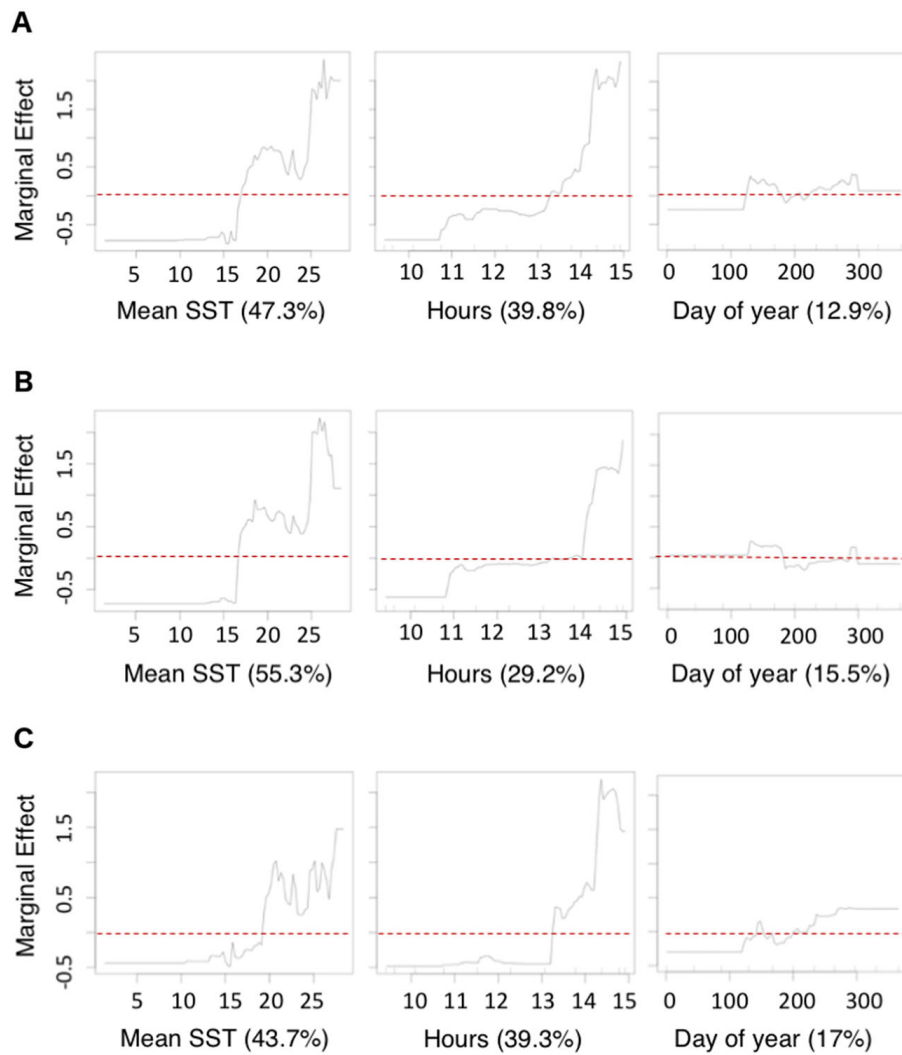 A
Marginal Effect
1.5
0.5
-0.5
5 10 15 20 25
10 11 12 13 14 15
0 100 200 300
Mean SST (47.3%)
Hours (39.8%)
Day of year (12.9%)
B
Marginal Effect
1.5
0.5
-0.5
5 10 15 20 25
10 11 12 13 14 15
0 100 200 300
Mean SST (55.3%)
Hours (29.2%)
Day of year (15.5%)
C
Marginal Effect
1.5
0.5
-0.5
5 10 15 20 25
10 11 12 13 14 15
0 100 200 300
Mean SST (43.7%)
Hours (39.3%)
Day of year (17%)